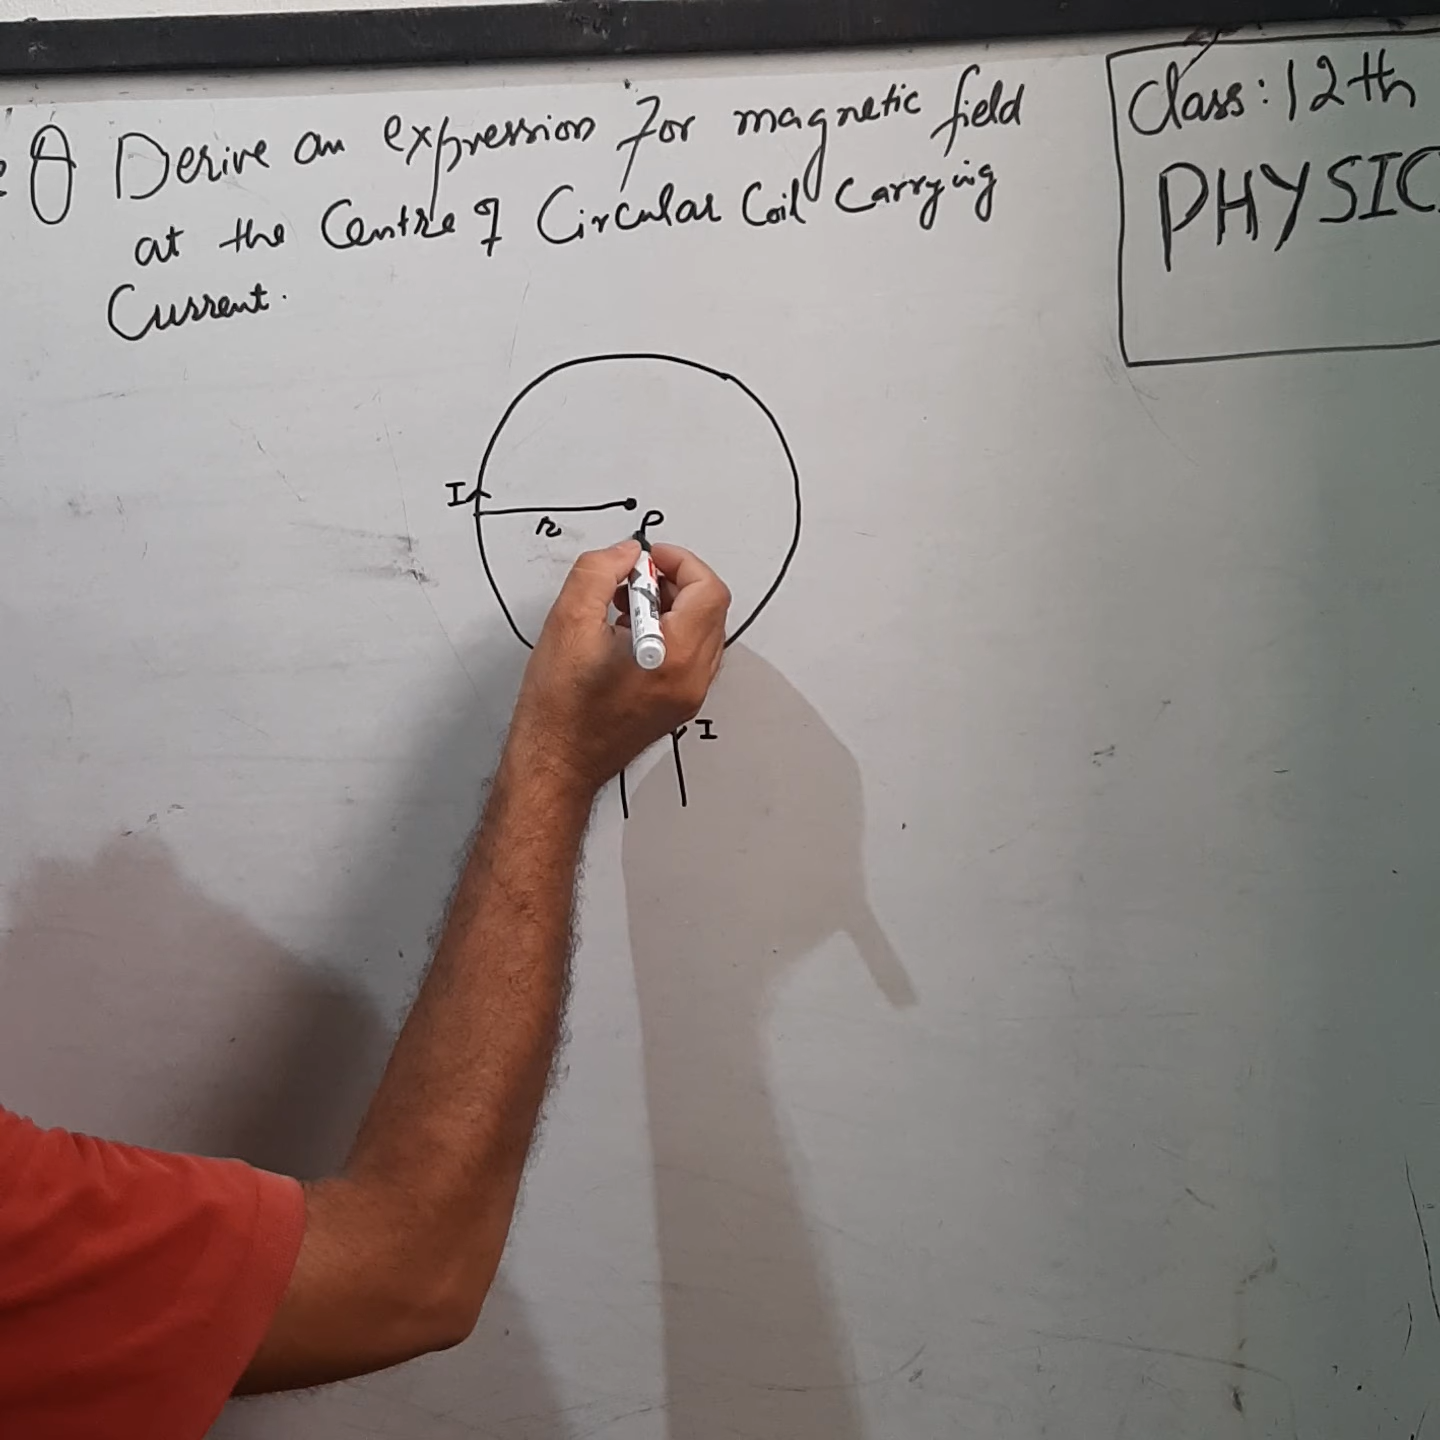 Q Derive an expression for magnetic field
at the Centre of Circular Coil Carrying
Current.
Class: 12th
PHYSIC
I
r
P
I